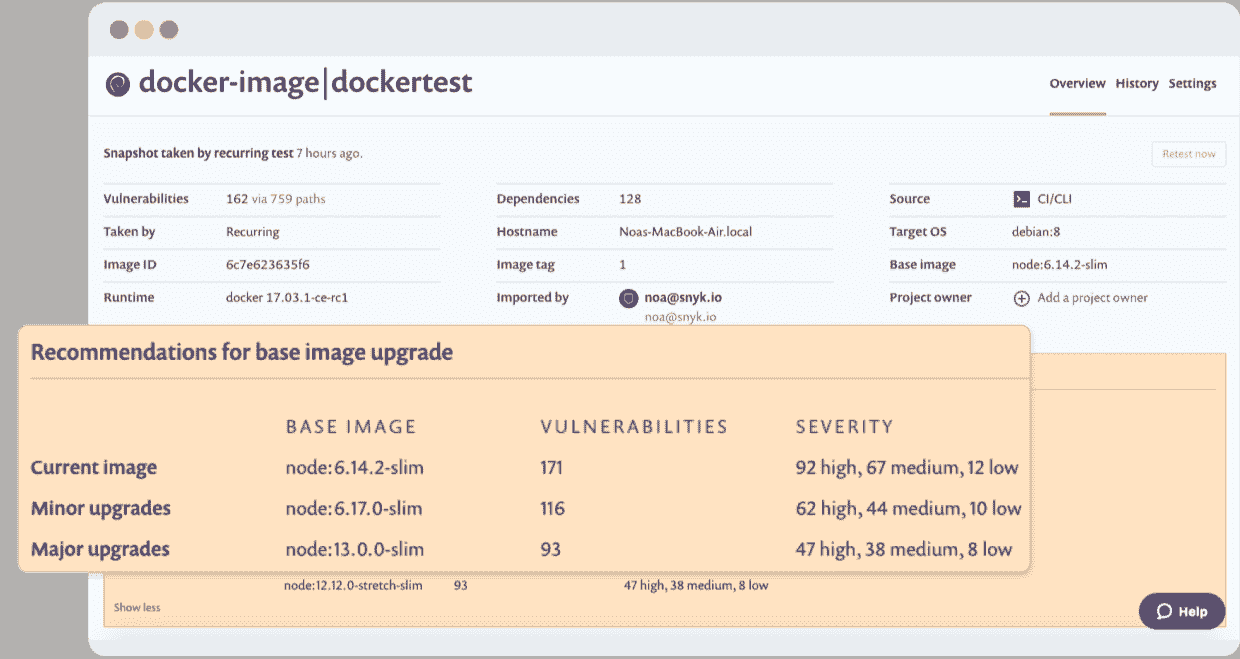 docker-image|dockertest
Overview History Settings
Snapshot taken by recurring test 7 hours ago.
Retest now
Vulnerabilities 162 via 759 paths
Dependencies 128
Source CI/CLI
Taken by Recurring
Hostname Noas-MacBook-Air.local
Target OS debian:8
Image ID 6c7e623635f6
Image tag 1
Base image node:6.14.2-slim
Runtime docker 17.03.1-ce-rc1
Imported by noa@snyk.io
noa@snyk.io
Project owner Add a project owner
Recommendations for base image upgrade
BASE IMAGE VULNERABILITIES SEVERITY
Current image node:6.14.2-slim 171 92 high, 67 medium, 12 low
Minor upgrades node:6.17.0-slim 116 62 high, 44 medium, 10 low
Major upgrades node:13.0.0-slim 93 47 high, 38 medium, 8 low
node:12.12.0-stretch-slim 93 47 high, 38 medium, 8 low
Show less
Help